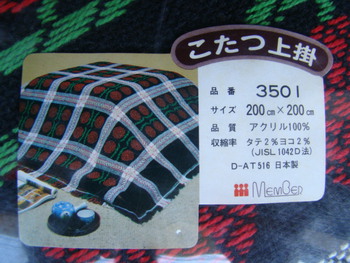 こたつ上掛
品番 3501
サイズ 200㎝×200㎝
品質 アクリル100%
収縮率 タテ2%ヨコ2%
(JISL1042D法)
D-AT516 日本製
MEMBER